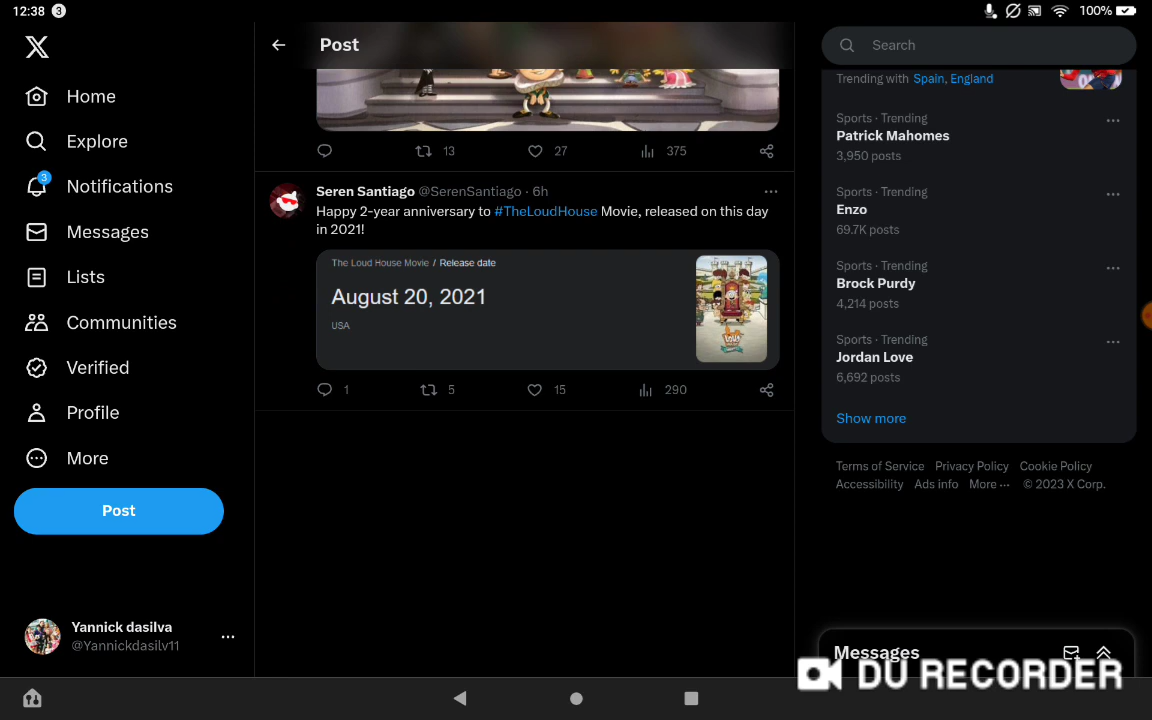 12:38 3
100%
Home
Explore
3
Notifications
Messages
Lists
Communities
Verified
Profile
More
Post
Yannick dasilva
@Yannickdasilv11
Post
13 27 375
Seren Santiago @SerenSantiago · 6h
Happy 2-year anniversary to #TheLoudHouse Movie, released on this day
in 2021!
The Loud House Movie / Release date
August 20, 2021
USA
1 5 15 290
Search
Trending with Spain, England
Sports · Trending
Patrick Mahomes
3,950 posts
Sports · Trending
Enzo
69.7K posts
Sports · Trending
Brock Purdy
4,214 posts
Sports · Trending
Jordan Love
6,692 posts
Show more
Terms of Service Privacy Policy Cookie Policy
Accessibility Ads info More ··· © 2023 X Corp.
Messages
DU RECORDER